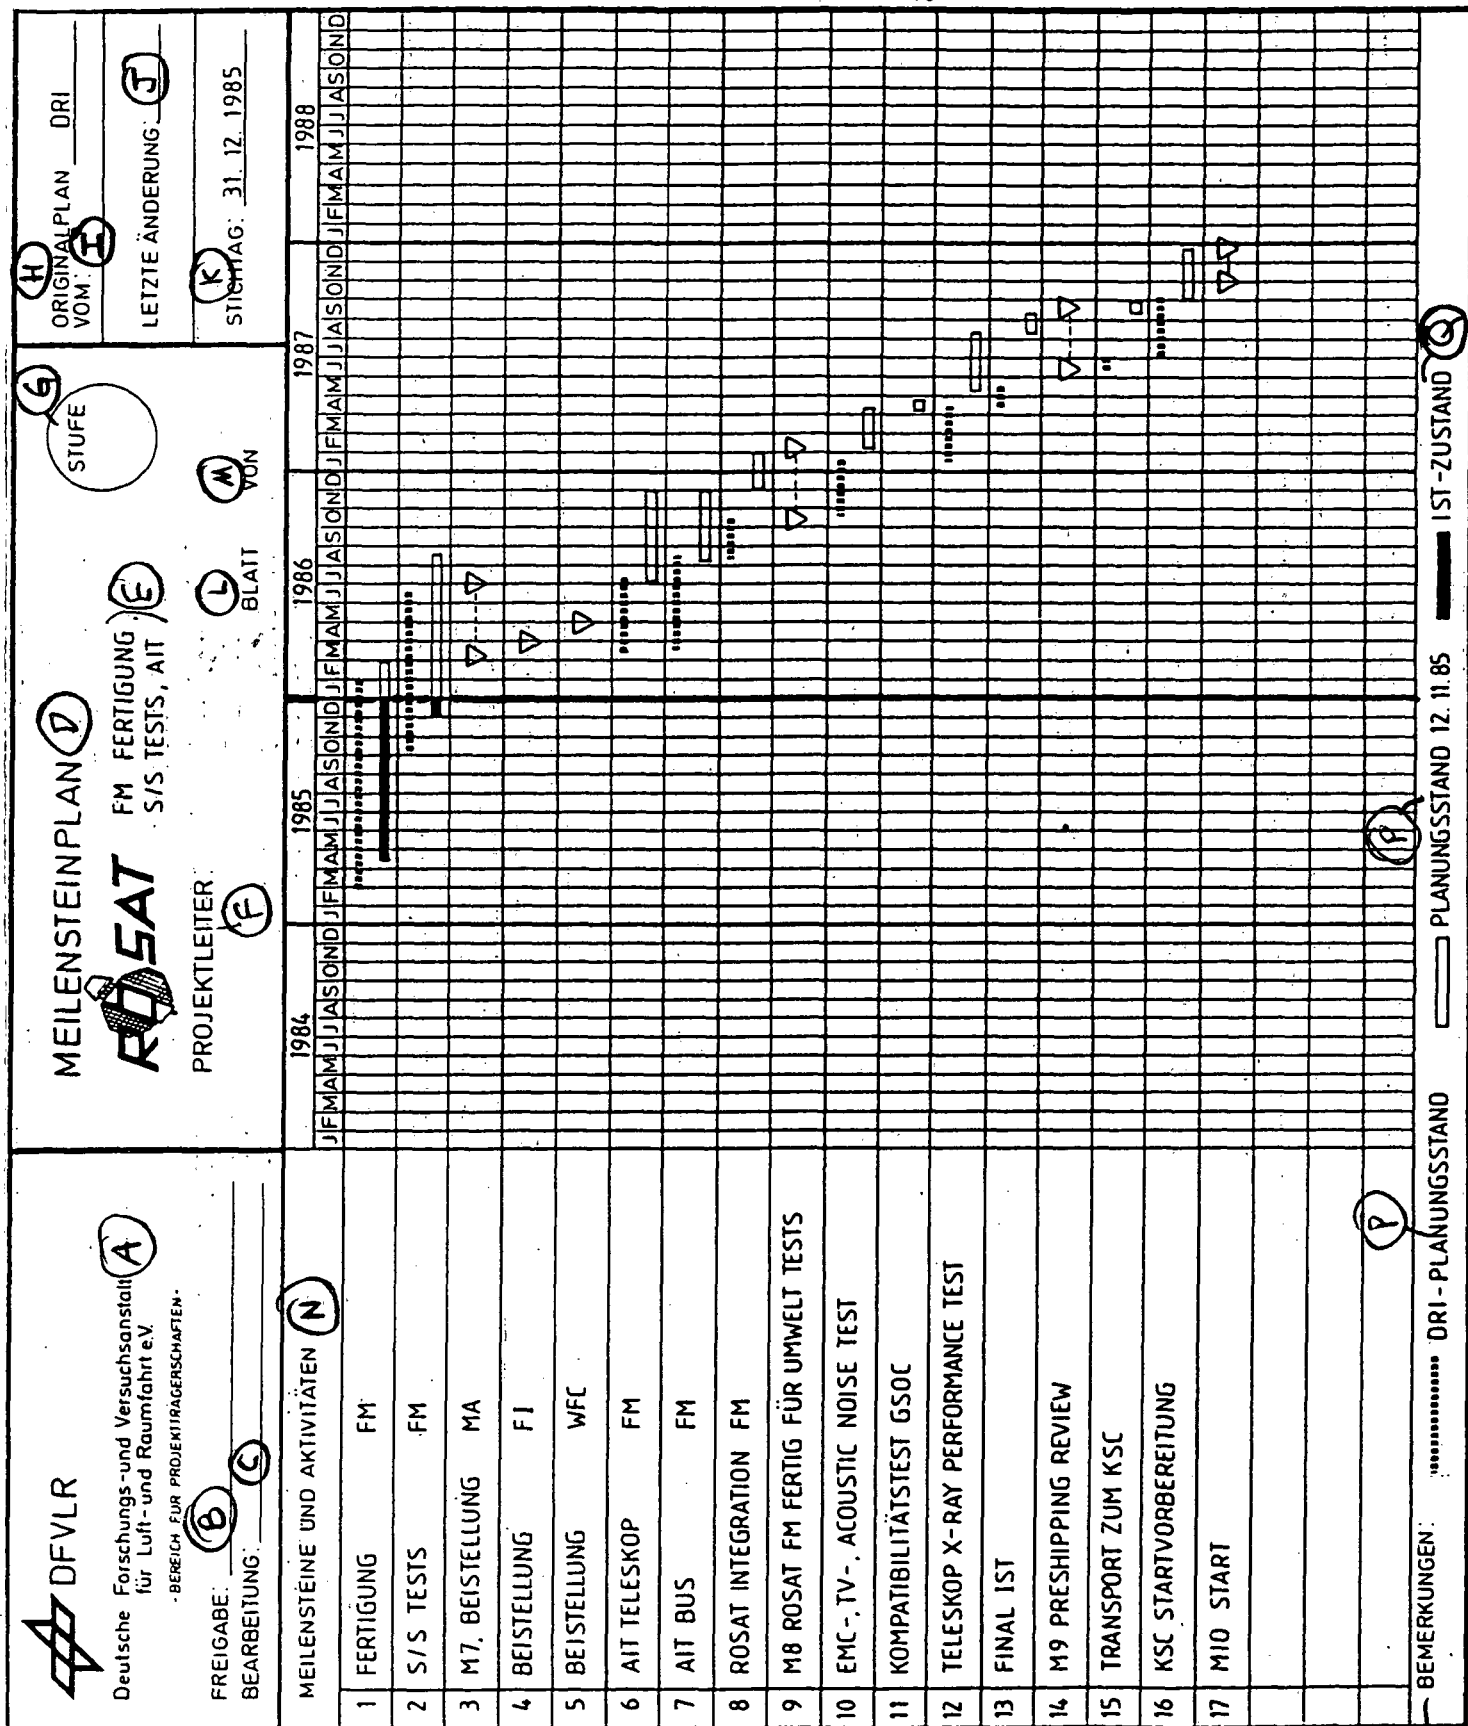 DFVLR
Deutsche Forschungs-und Versuchsanstalt
für Luft- und Raumfahrt e.V.
A
-BEREICH FÜR PROJEKTTRÄGERSCHAFTEN-
FREIGABE:
B
BEARBEITUNG:
C
MEILENSTEINPLAN
D
ROSAT
FM FERTIGUNG
S/S TESTS, AIT
E
PROJEKTLEITER:
F
STUFE
G
L
BLATT
M
VON
H
ORIGINALPLAN DRI
VOM:
I
LETZTE ÄNDERUNG:
J
K
STICHTAG: 31. 12. 1985
MEILENSTEINE UND AKTIVITÄTEN
N
1984 1985 1986 1987 1988
J F M A M J J A S O N D J F M A M J J A S O N D J F M A M J J A S O N D J F M A M J J A S O N D J F M A M J J A S O N D
1 FERTIGUNG FM
2 S/S TESTS FM
3 M7, BEISTELLUNG MA
4 BEISTELLUNG FI
5 BEISTELLUNG WFC
6 AIT TELESKOP FM
7 AIT BUS FM
8 ROSAT INTEGRATION FM
9 M8 ROSAT FM FERTIG FÜR UMWELT TESTS
10 EMC-, TV-, ACOUSTIC NOISE TEST
11 KOMPATIBILITÄTSTEST GSOC
12 TELESKOP X-RAY PERFORMANCE TEST
13 FINAL IST
14 M9 PRESHIPPING REVIEW
15 TRANSPORT ZUM KSC
16 KSC STARTVORBEREITUNG
17 M10 START
P
P
Q
BEMERKUNGEN: DRI-PLANUNGSSTAND PLANUNGSSTAND 12. 11.85 IST-ZUSTAND